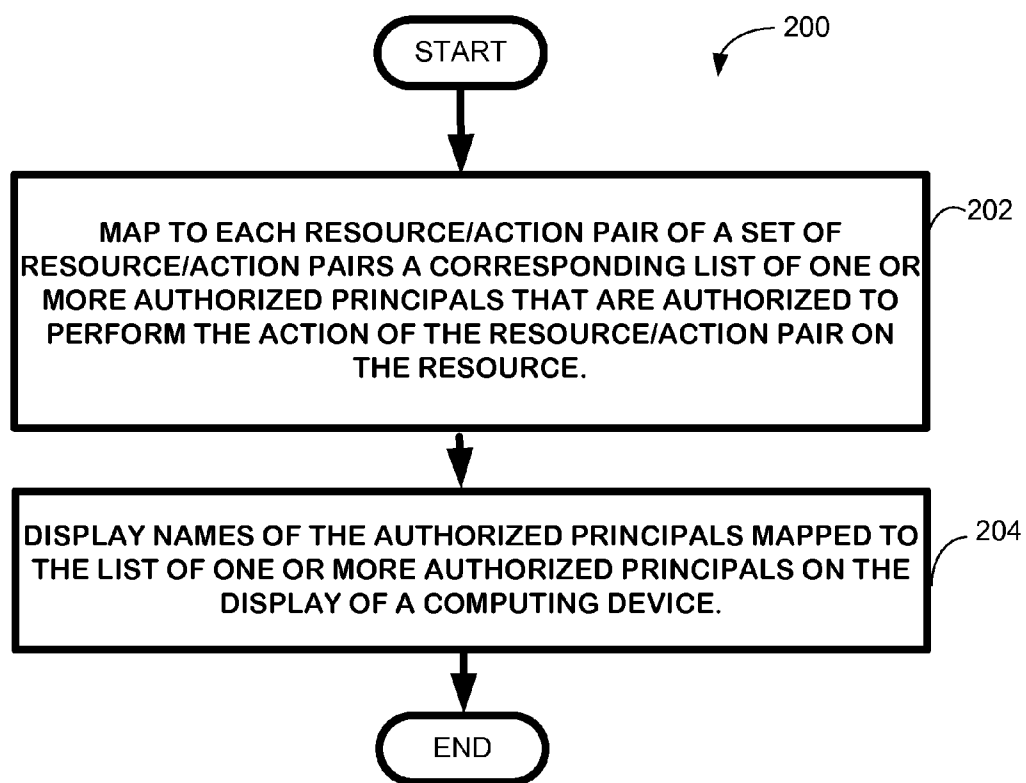 START
200
MAP TO EACH RESOURCE/ACTION PAIR OF A SET OF
RESOURCE/ACTION PAIRS A CORRESPONDING LIST OF ONE OR
MORE AUTHORIZED PRINCIPALS THAT ARE AUTHORIZED TO
PERFORM THE ACTION OF THE RESOURCE/ACTION PAIR ON
THE RESOURCE.
202
DISPLAY NAMES OF THE AUTHORIZED PRINCIPALS MAPPED TO
THE LIST OF ONE OR MORE AUTHORIZED PRINCIPALS ON THE
DISPLAY OF A COMPUTING DEVICE.
204
END